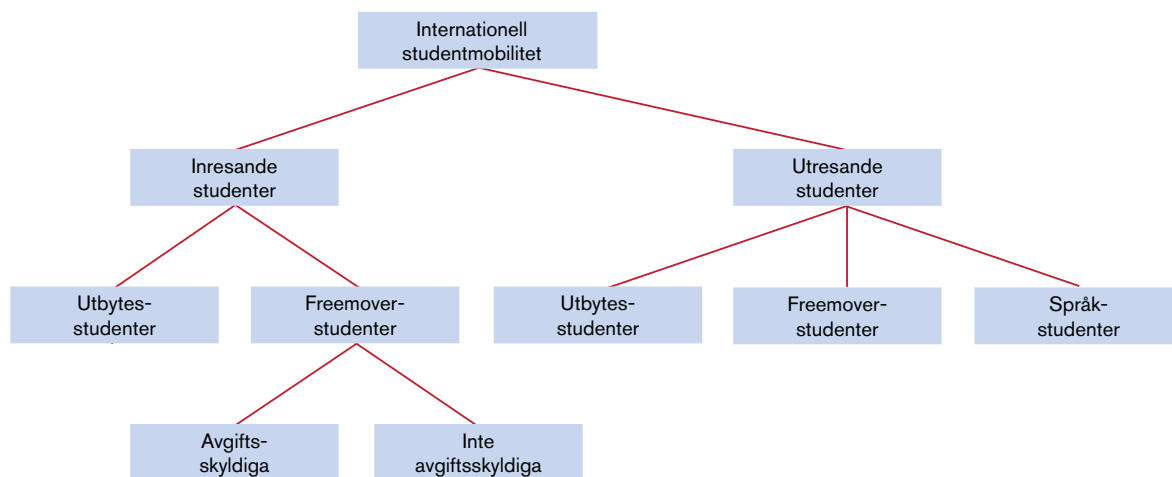 Internationell
studentmobilitet
Inresande
studenter
Utresande
studenter
Utbytes-
studenter
Freemover-
studenter
Utbytes-
studenter
Freemover-
studenter
Språk-
studenter
Avgifts-
skyldiga
Inte
avgiftsskyldiga